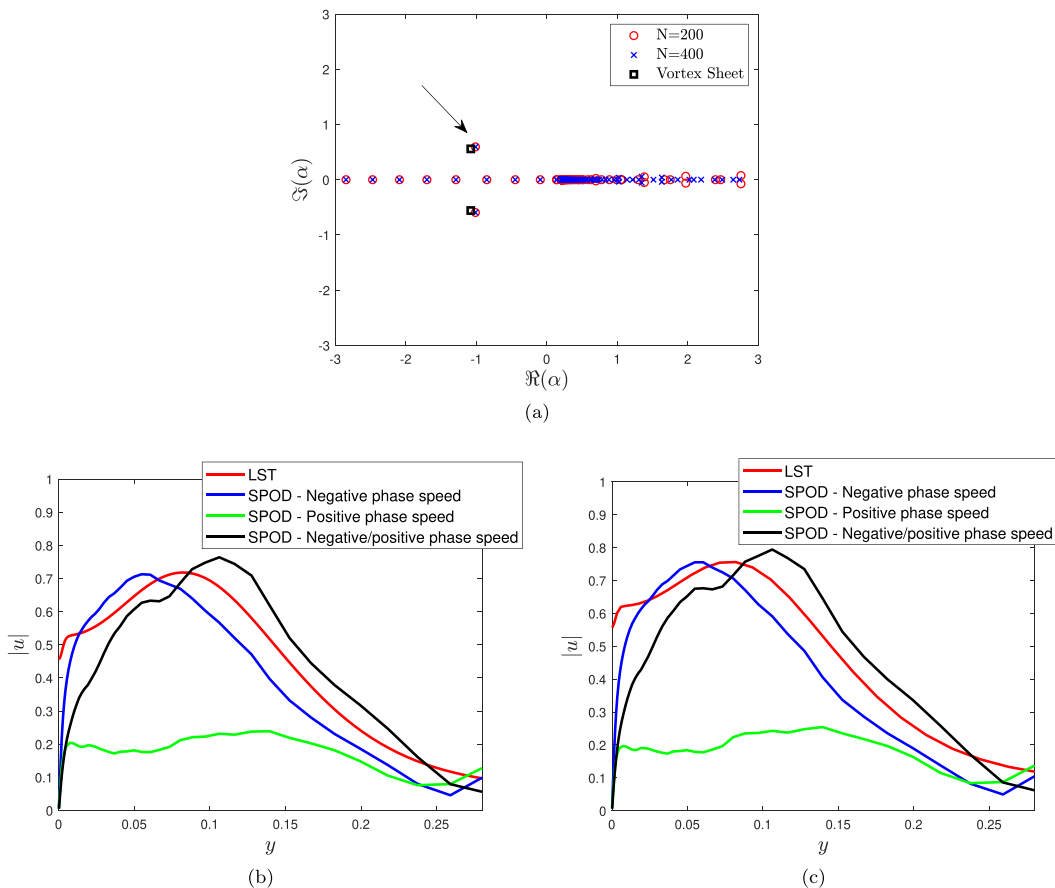 3
2
1
0
-1
-2
-3
ℑ(α)
N=200
N=400
Vortex Sheet
-3 -2 -1 0 1 2 3
ℜ(α)
(a)
LST
SPOD - Negative phase speed
SPOD - Positive phase speed
SPOD - Negative/positive phase speed
1
0.9
0.8
0.7
0.6
0.5
0.4
0.3
0.2
0.1
0
|u|
0 0.05 0.1 0.15 0.2 0.25
y
(b)
LST
SPOD - Negative phase speed
SPOD - Positive phase speed
SPOD - Negative/positive phase speed
1
0.9
0.8
0.7
0.6
0.5
0.4
0.3
0.2
0.1
0
|u|
0 0.05 0.1 0.15 0.2 0.25
y
(c)